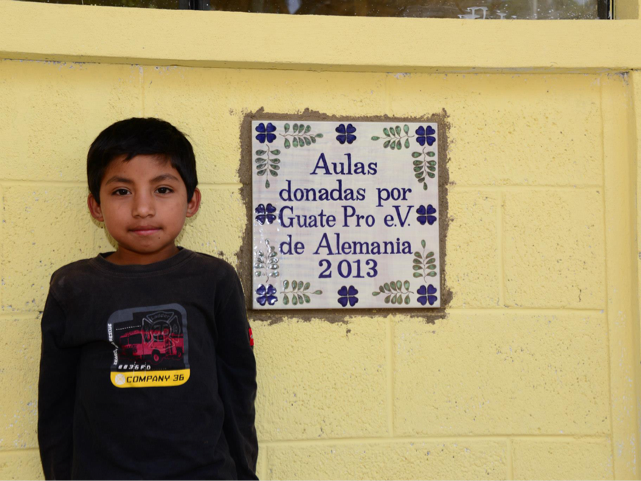 Aulas
donadas por
Guate Pro e.V.
de Alemania
2013
COMPANY 36